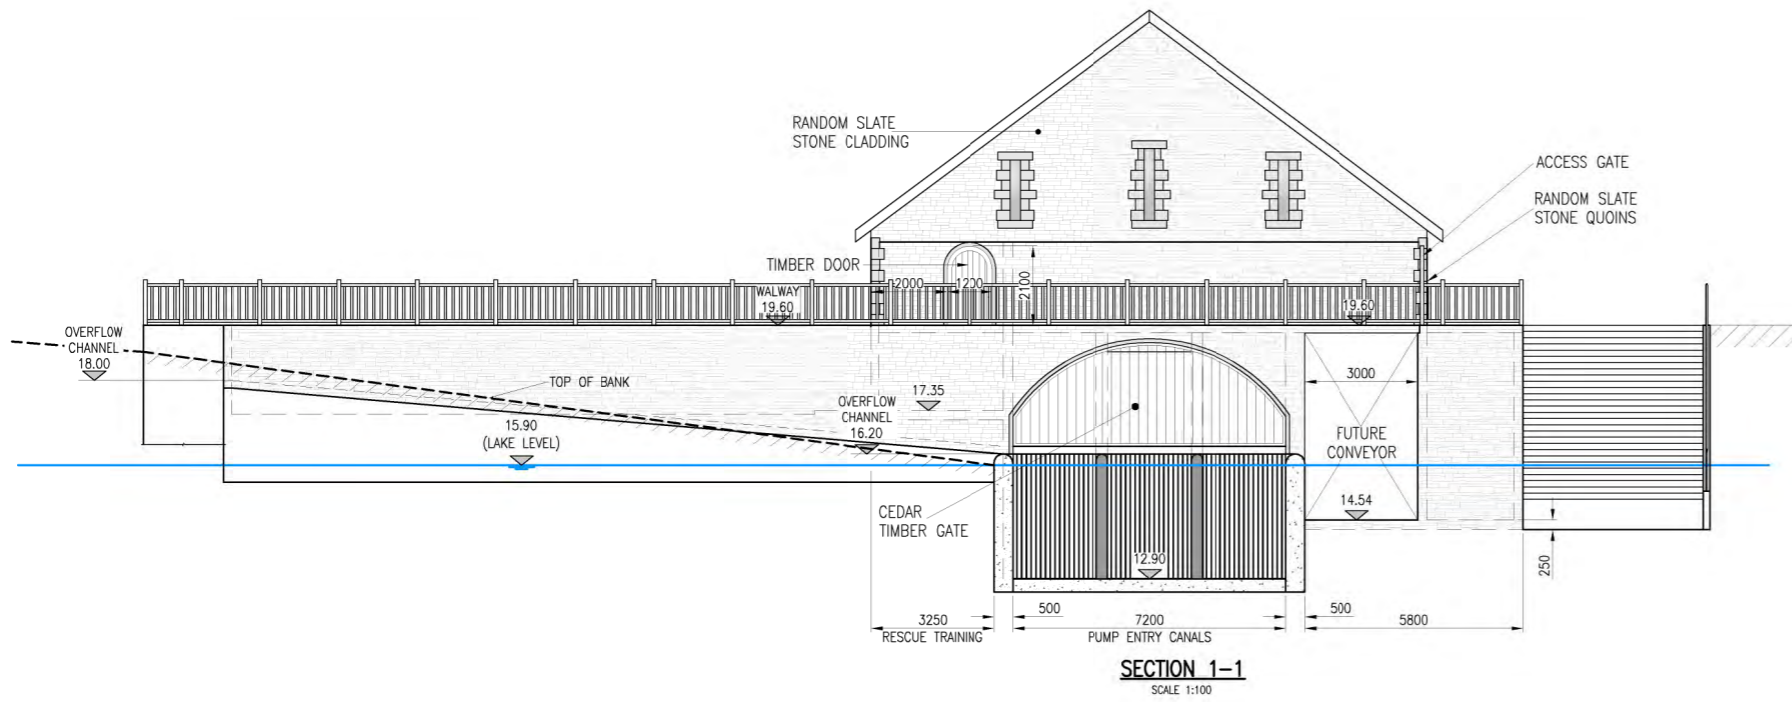 RANDOM SLATE
STONE CLADDING
ACCESS GATE
RANDOM SLATE
STONE QUOINS
TIMBER DOOR
2000
1200
2100
WALWAY
19.60
19.60
OVERFLOW
CHANNEL
18.00
TOP OF BANK
15.90
(LAKE LEVEL)
17.35
OVERFLOW
CHANNEL
16.20
3000
FUTURE
CONVEYOR
14.54
CEDAR
TIMBER GATE
12.90
250
3250
RESCUE TRAINING
500
7200
PUMP ENTRY CANALS
500
5800
SECTION 1-1
SCALE 1:100